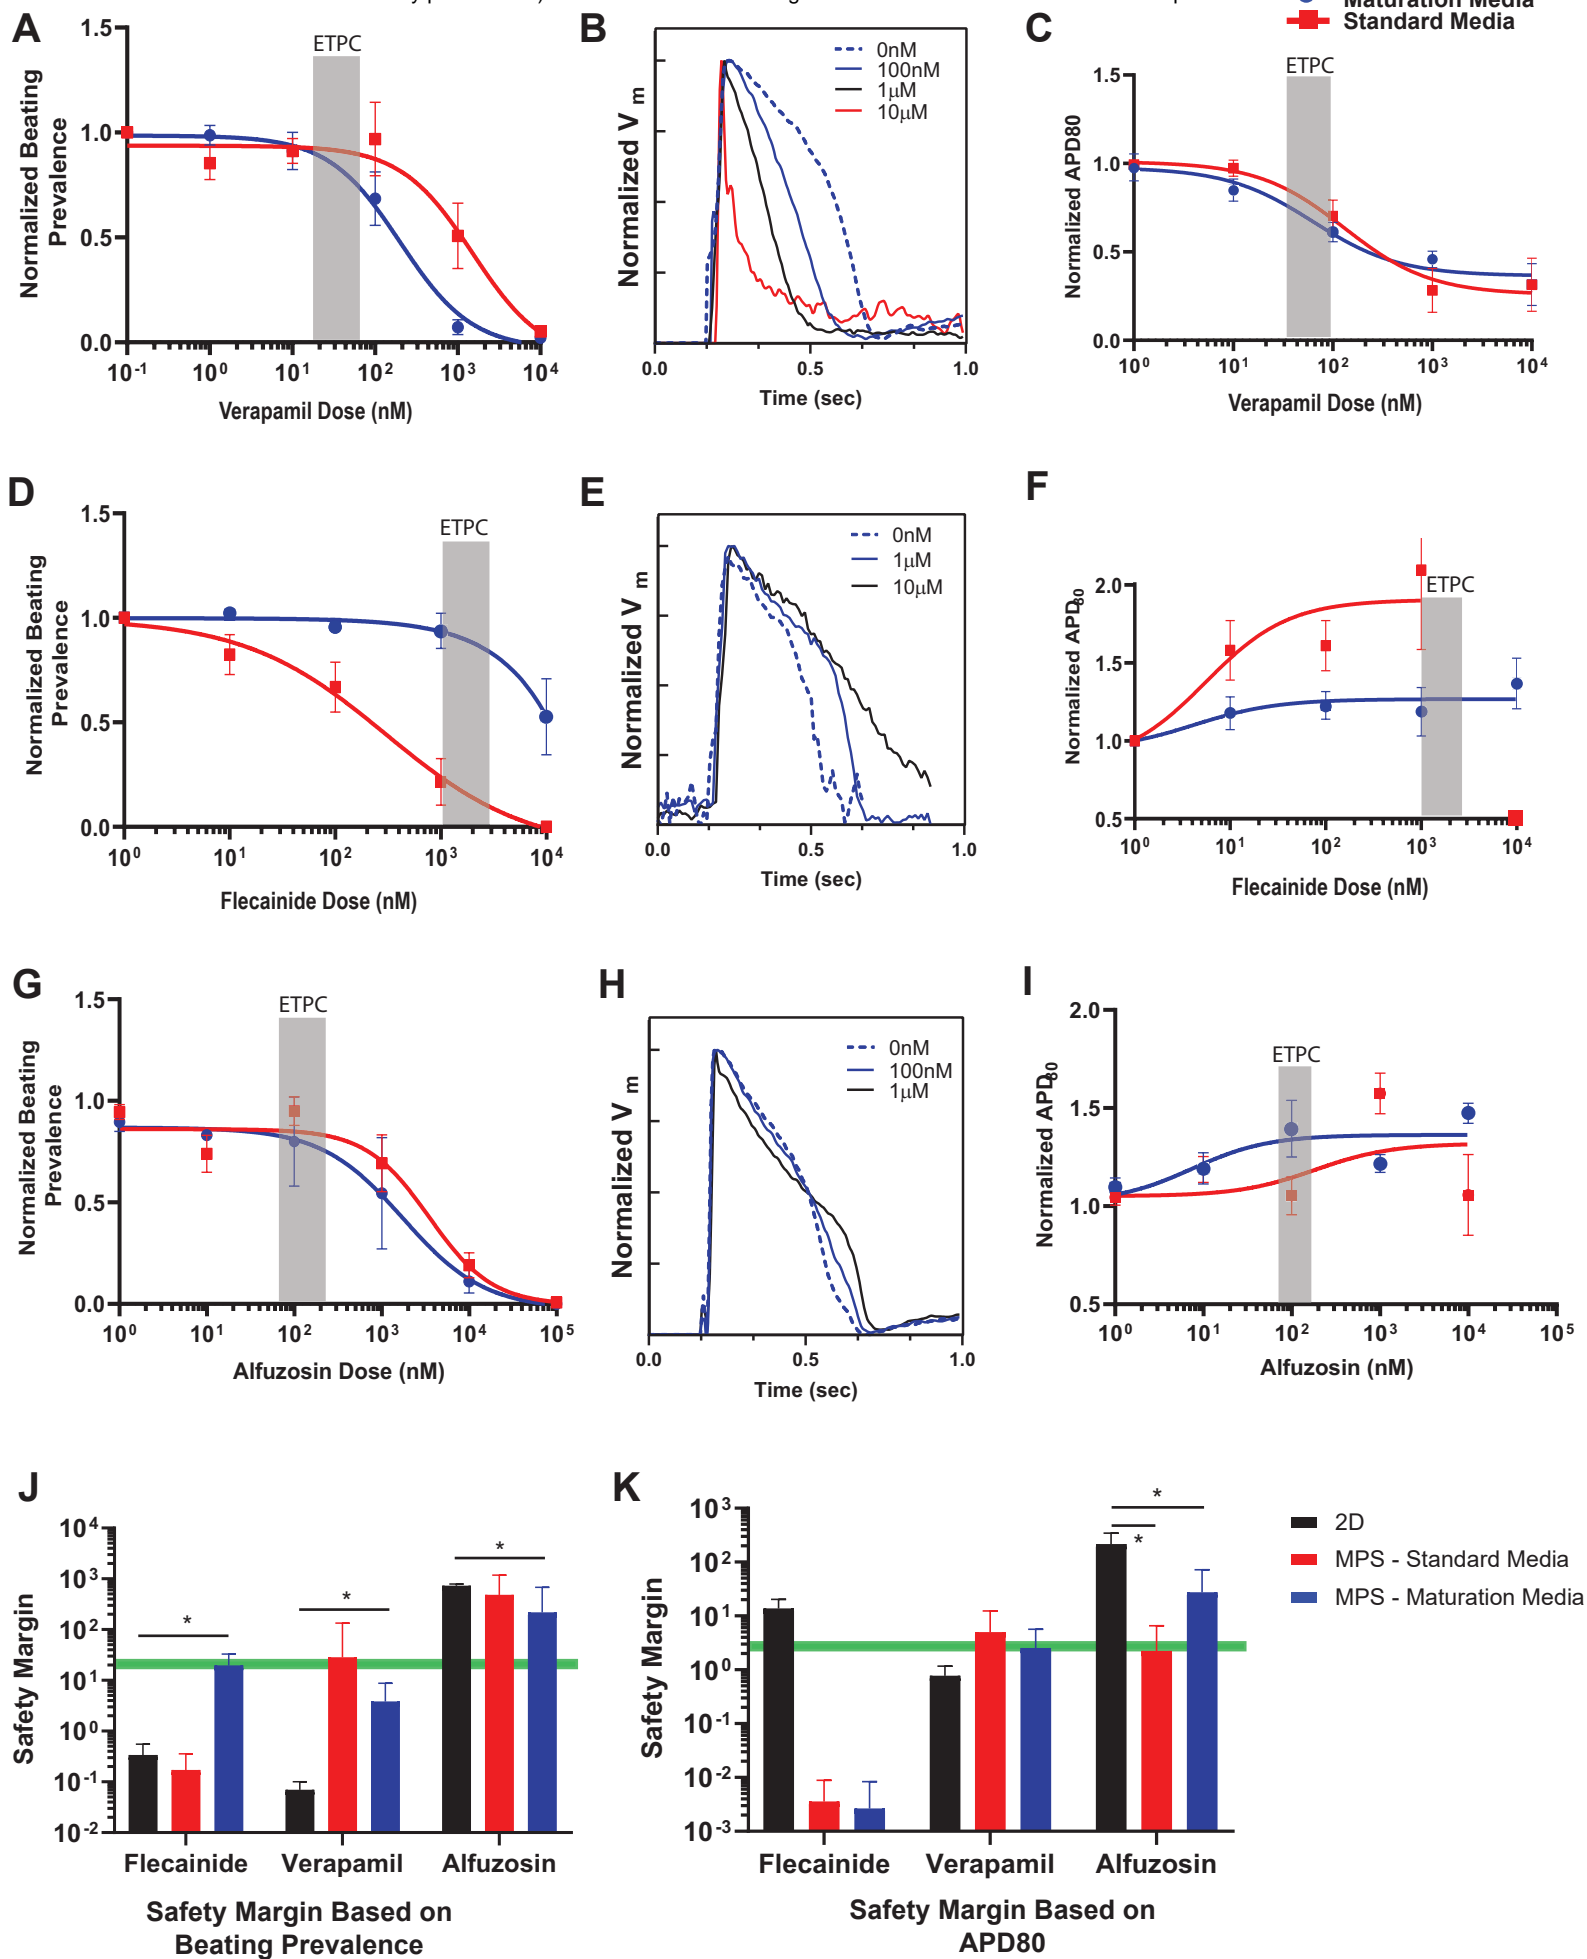 Maturation Media
Standard Media
A
1.5
1.0
0.5
0.0
Normalized Beating
Prevalence
ETPC
10-1
100
101
102
103
104
Verapamil Dose (nM)
B
Normalized Vm
0nM
100nM
1μM
10μM
0.0
0.5
1.0
Time (sec)
C
1.5
1.0
0.5
0.0
Normalized APD80
ETPC
100
101
102
103
104
Verapamil Dose (nM)
D
1.5
1.0
0.5
0.0
Normalized Beating
Prevalence
ETPC
100
101
102
103
104
Flecainide Dose (nM)
E
Normalized Vm
0nM
1μM
10μM
0.0
0.5
1.0
Time (sec)
F
2.0
1.5
1.0
0.5
Normalized APD80
ETPC
100
101
102
103
104
Flecainide Dose (nM)
G
1.5
1.0
0.5
0.0
Normalized Beating
Prevalence
ETPC
100
101
102
103
104
105
Alfuzosin Dose (nM)
H
Normalized Vm
0nM
100nM
1μM
0.0
0.5
1.0
Time (sec)
I
2.0
1.5
1.0
0.5
Normalized APD80
ETPC
100
101
102
103
104
105
Alfuzosin (nM)
J
104
103
102
101
100
10-1
10-2
Safety Margin
*
*
*
Flecainide
Verapamil
Alfuzosin
Safety Margin Based on
Beating Prevalence
K
103
102
101
100
10-1
10-2
10-3
Safety Margin
*
*
Flecainide
Verapamil
Alfuzosin
Safety Margin Based on
APD80
2D
MPS - Standard Media
MPS - Maturation Media